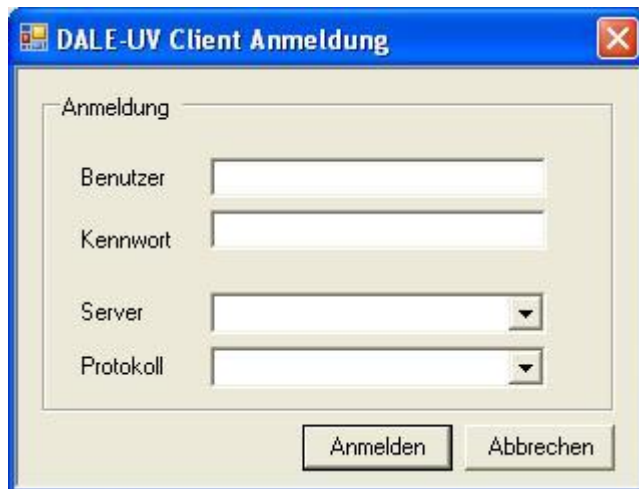 DALE-UV Client Anmeldung
Anmeldung
Benutzer
Kennwort
Server
Protokoll
Anmelden Abbrechen